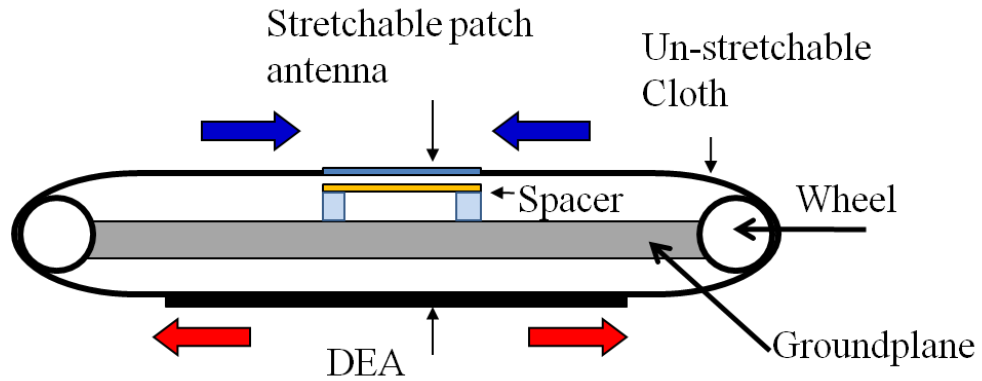 Stretchable patch
antenna
Un-stretchable
Cloth
Spacer
Wheel
Groundplane
DEA